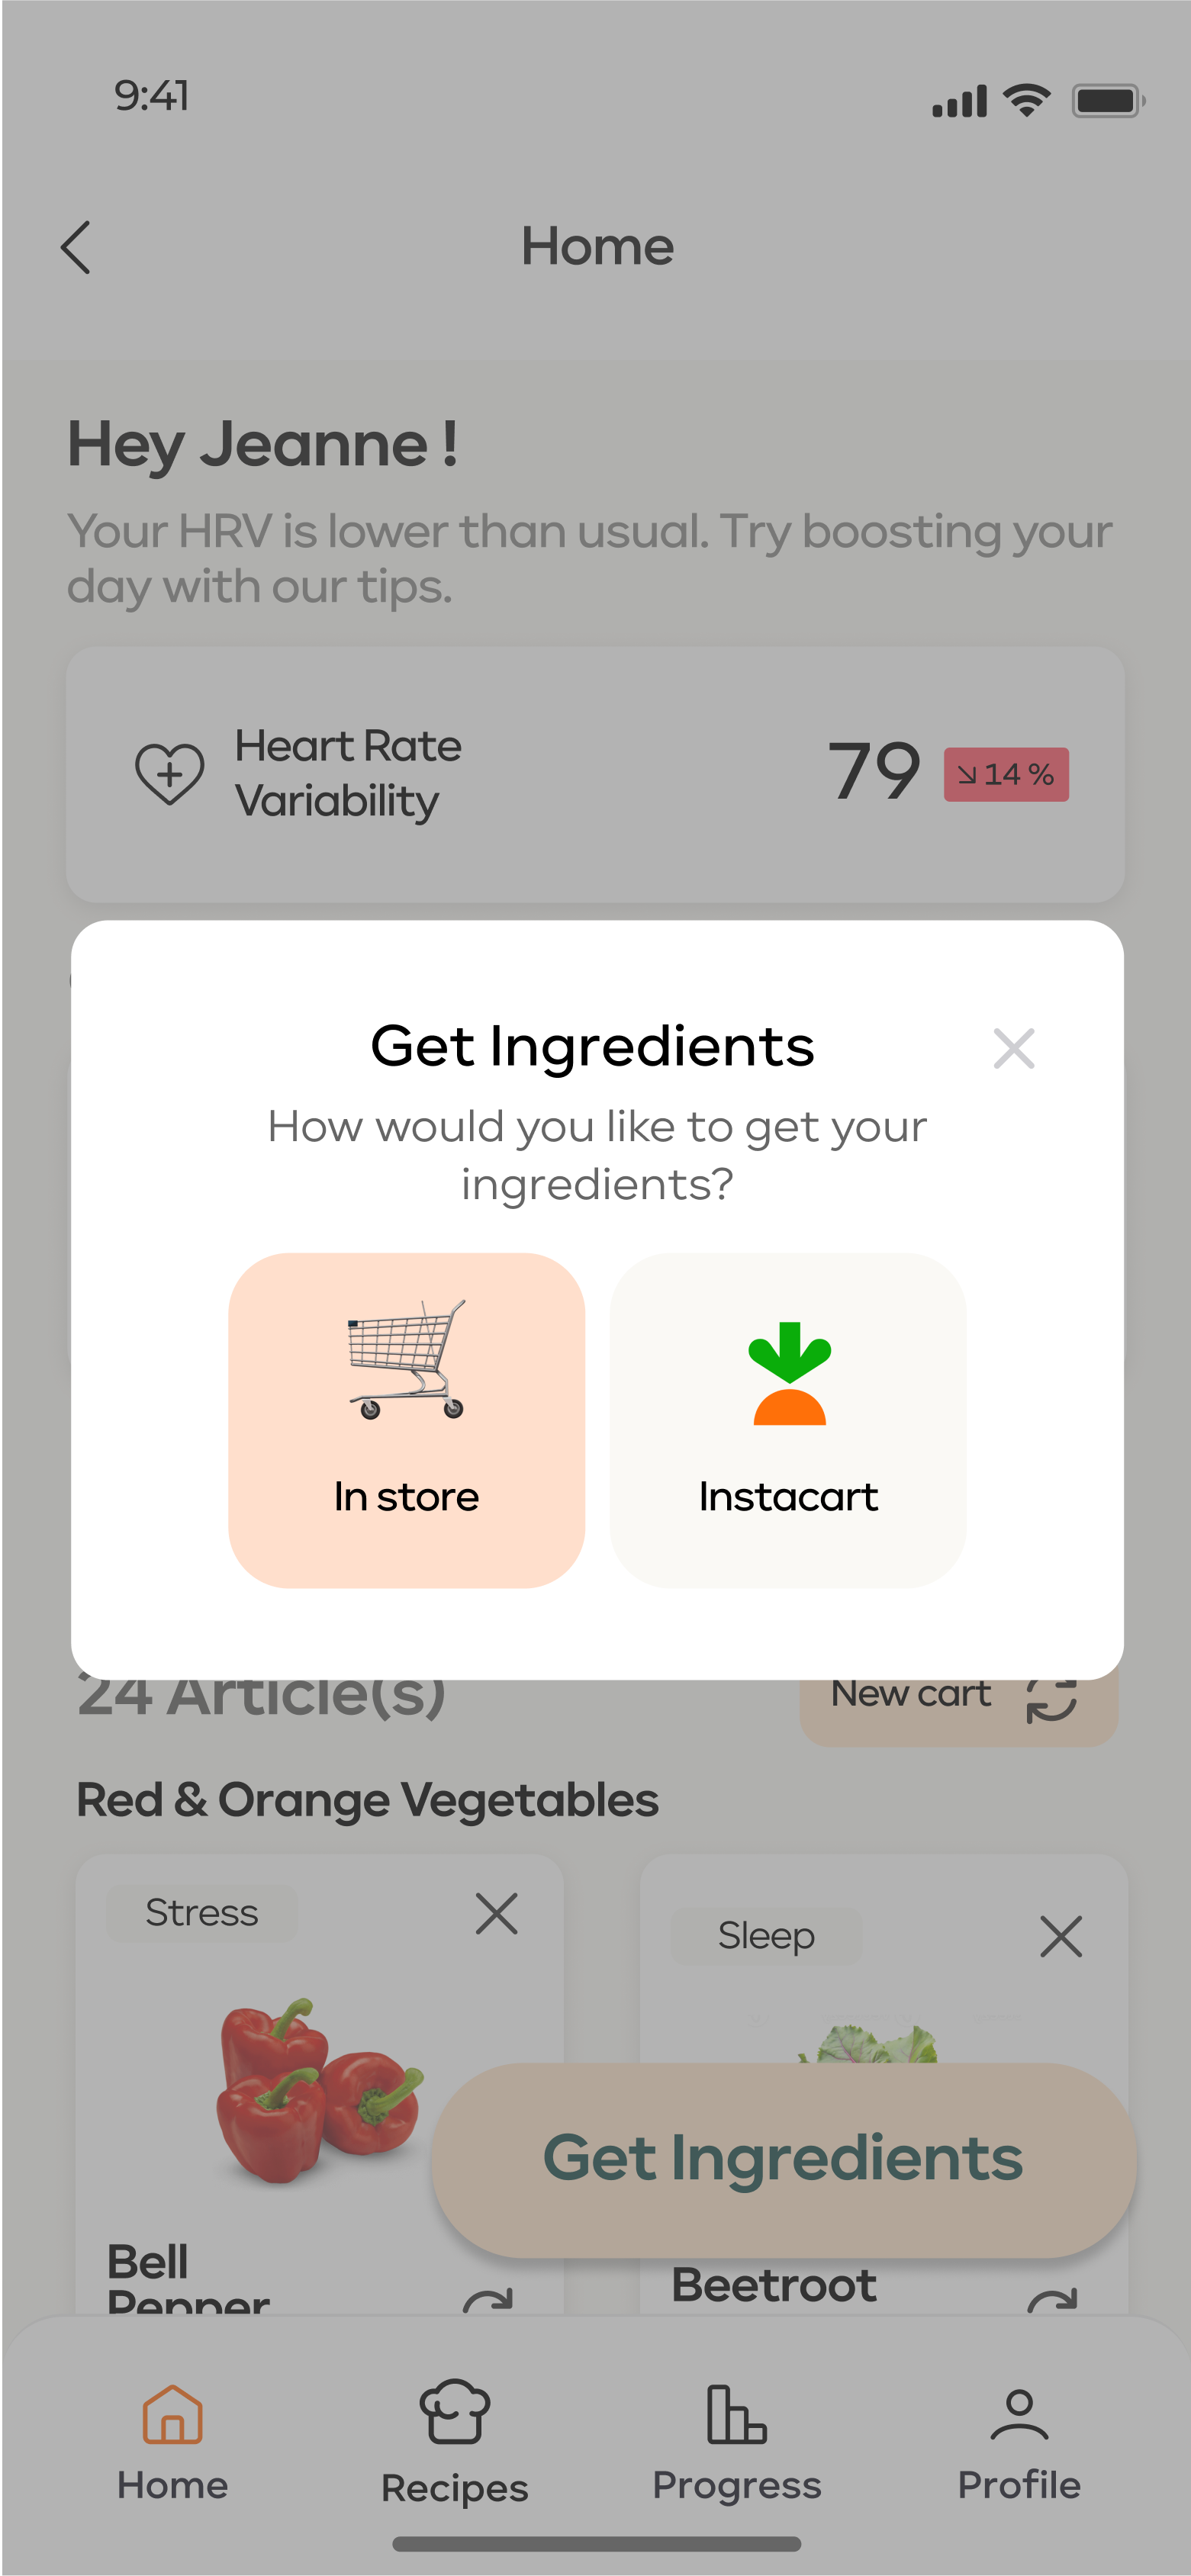 9:41
Home
Hey Jeanne !
Your HRV is lower than usual. Try boosting your
day with our tips.
Heart Rate
Variability
79
14 %
Get Ingredients
How would you like to get your
ingredients?
In store
Instacart
24 Article(s)
New cart
Red & Orange Vegetables
Stress
Sleep
Get Ingredients
Bell
Pepper
Beetroot
Home
Recipes
Progress
Profile